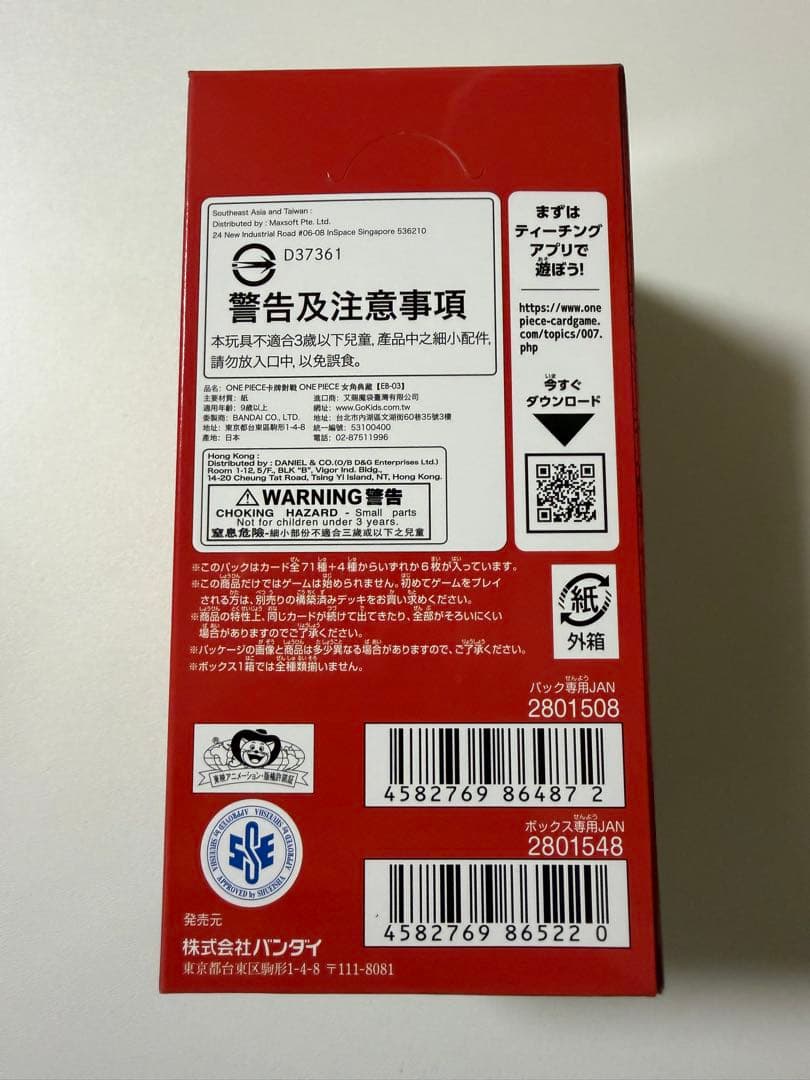 Southeast Asia and Taiwan :
Distributed by : Maxsoft Pte. Ltd.
24 New Industrial Road #06-08 InSpace Singapore 536210
D37361
警告及注意事項
本玩具不適合3歲以下兒童, 產品中之細小配件,
請勿放入口中, 以免誤食。
品名: ONE PIECE卡牌對戰 ONE PIECE 女角典藏【EB-03】
主要材質: 紙 進口商: 艾賜魔袋臺灣有限公司
適用年齡: 9歲以上 網址: www.GoKids.com.tw
委製商: BANDAI CO., LTD. 地址: 台北市內湖區文湖街60巷35號3樓
地址: 東京都台東區駒形1-4-8 統一編號: 53100400
產地: 日本 電話: 02-87511996
Hong Kong :
Distributed by : DANIEL & CO.(O/B D&G Enterprises Ltd.)
Room 1-12, 5/F., BLK "B", Vigor Ind. Bldg.,
14-20 Cheung Tat Road, Tsing Yi Island, NT, Hong Kong.
WARNING 警告
CHOKING HAZARD - Small parts
Not for children under 3 years.
窒息危險-細小部份不適合三歲或以下之兒童
まずは
ティーチング
アプリで
遊ぼう!
https://www.one
piece-cardgame.
com/topics/007.
php
今すぐ
ダウンロード
※このパックはカード全71種+4種からいずれか6枚が入っています。
※この商品だけではゲームは始められません。初めてゲームをプレイ
される方は、別売りの構築済みデッキをお買い求めください。
※商品の特性上、同じカードが続けて出てきたり、全部がそろいにくい
場合がありますのでご了承ください。
※パッケージの画像と商品は多少異なる場合がありますので、ご了承ください。
※ボックス1箱では全種類揃いません。
紙
外箱
パック専用JAN
2801508
4582769 864872
ボックス専用JAN
2801548
4582769 865220
東映アニメーション・版権許諾証
APPROVED by SHUEISHA
APPROVED by SHUEISHA
APPROVED by SHUEISHA
SSE
発売元
株式会社バンダイ
東京都台東区駒形1-4-8 〒111-8081